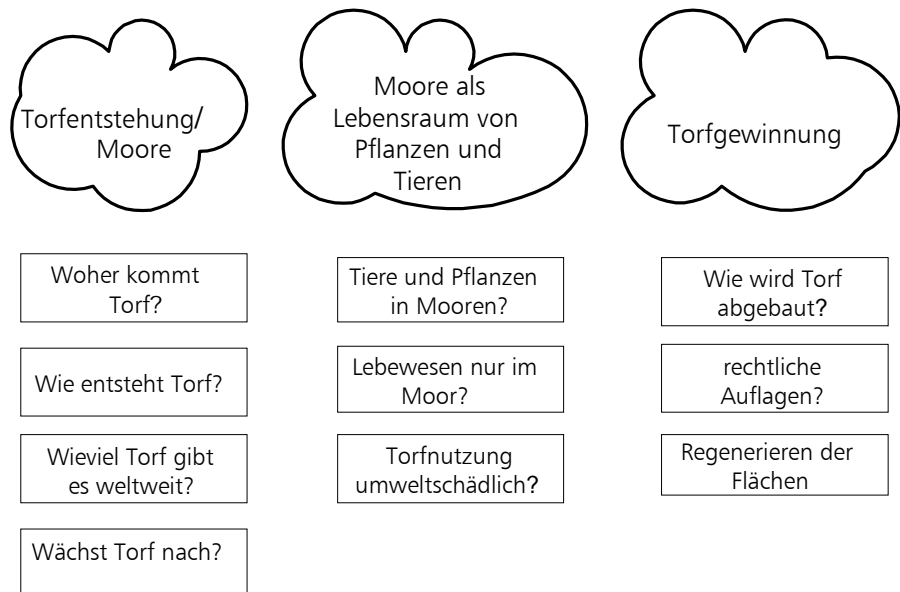 Torfentstehung/
Moore
Moore als
Lebensraum von
Pflanzen und
Tieren
Torfgewinnung
Woher kommt
Torf?
Wie entsteht Torf?
Wieviel Torf gibt
es weltweit?
Wächst Torf nach?
Tiere und Pflanzen
in Mooren?
Lebewesen nur im
Moor?
Torfnutzung
umweltschädlich?
Wie wird Torf
abgebaut?
rechtliche
Auflagen?
Regenerieren der
Flächen